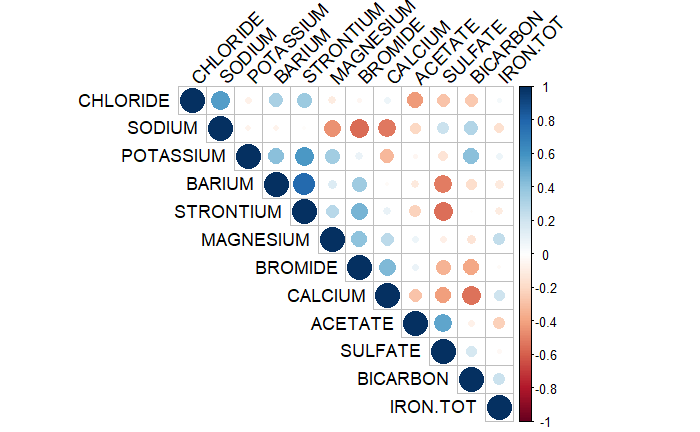 CHLORIDE
SODIUM
POTASSIUM
BARIUM
STRONTIUM
MAGNESIUM
BROMIDE
CALCIUM
ACETATE
SULFATE
BICARBON
IRON.TOT
CHLORIDE
SODIUM
POTASSIUM
BARIUM
STRONTIUM
MAGNESIUM
BROMIDE
CALCIUM
ACETATE
SULFATE
BICARBON
IRON.TOT
1
0.8
0.6
0.4
0.2
0
-0.2
-0.4
-0.6
-0.8
-1